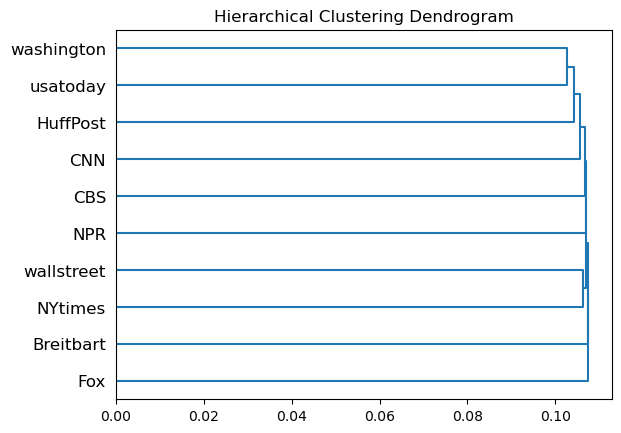 Hierarchical Clustering Dendrogram
washington
usatoday
HuffPost
CNN
CBS
NPR
wallstreet
NYtimes
Breitbart
Fox
0.00 0.02 0.04 0.06 0.08 0.10